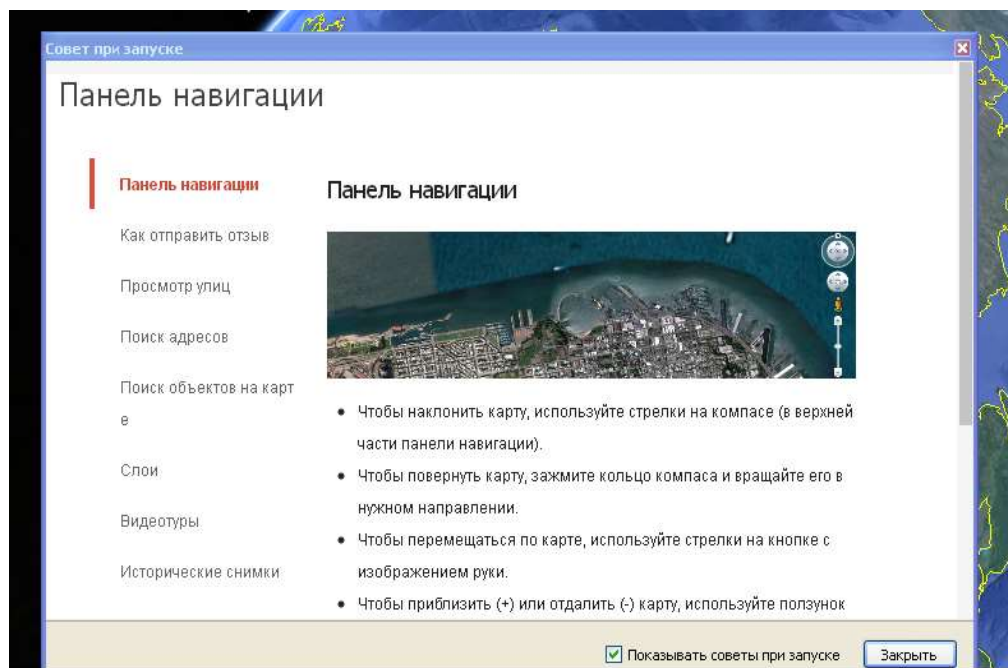 Совет при запуске
Панель навигации
Панель навигации
Как отправить отзыв
Просмотр улиц
Поиск адресов
Поиск объектов на карт
е
Слои
Видеотуры
Исторические снимки
Панель навигации
• Чтобы наклонить карту, используйте стрелки на компасе (в верхней
части панели навигации).
• Чтобы повернуть карту, зажмите кольцо компаса и вращайте его в
нужном направлении.
• Чтобы перемещаться по карте, используйте стрелки на кнопке с
изображением руки.
• Чтобы приблизить (+) или отдалить (-) карту, используйте ползунок
Показывать советы при запуске
Закрыть